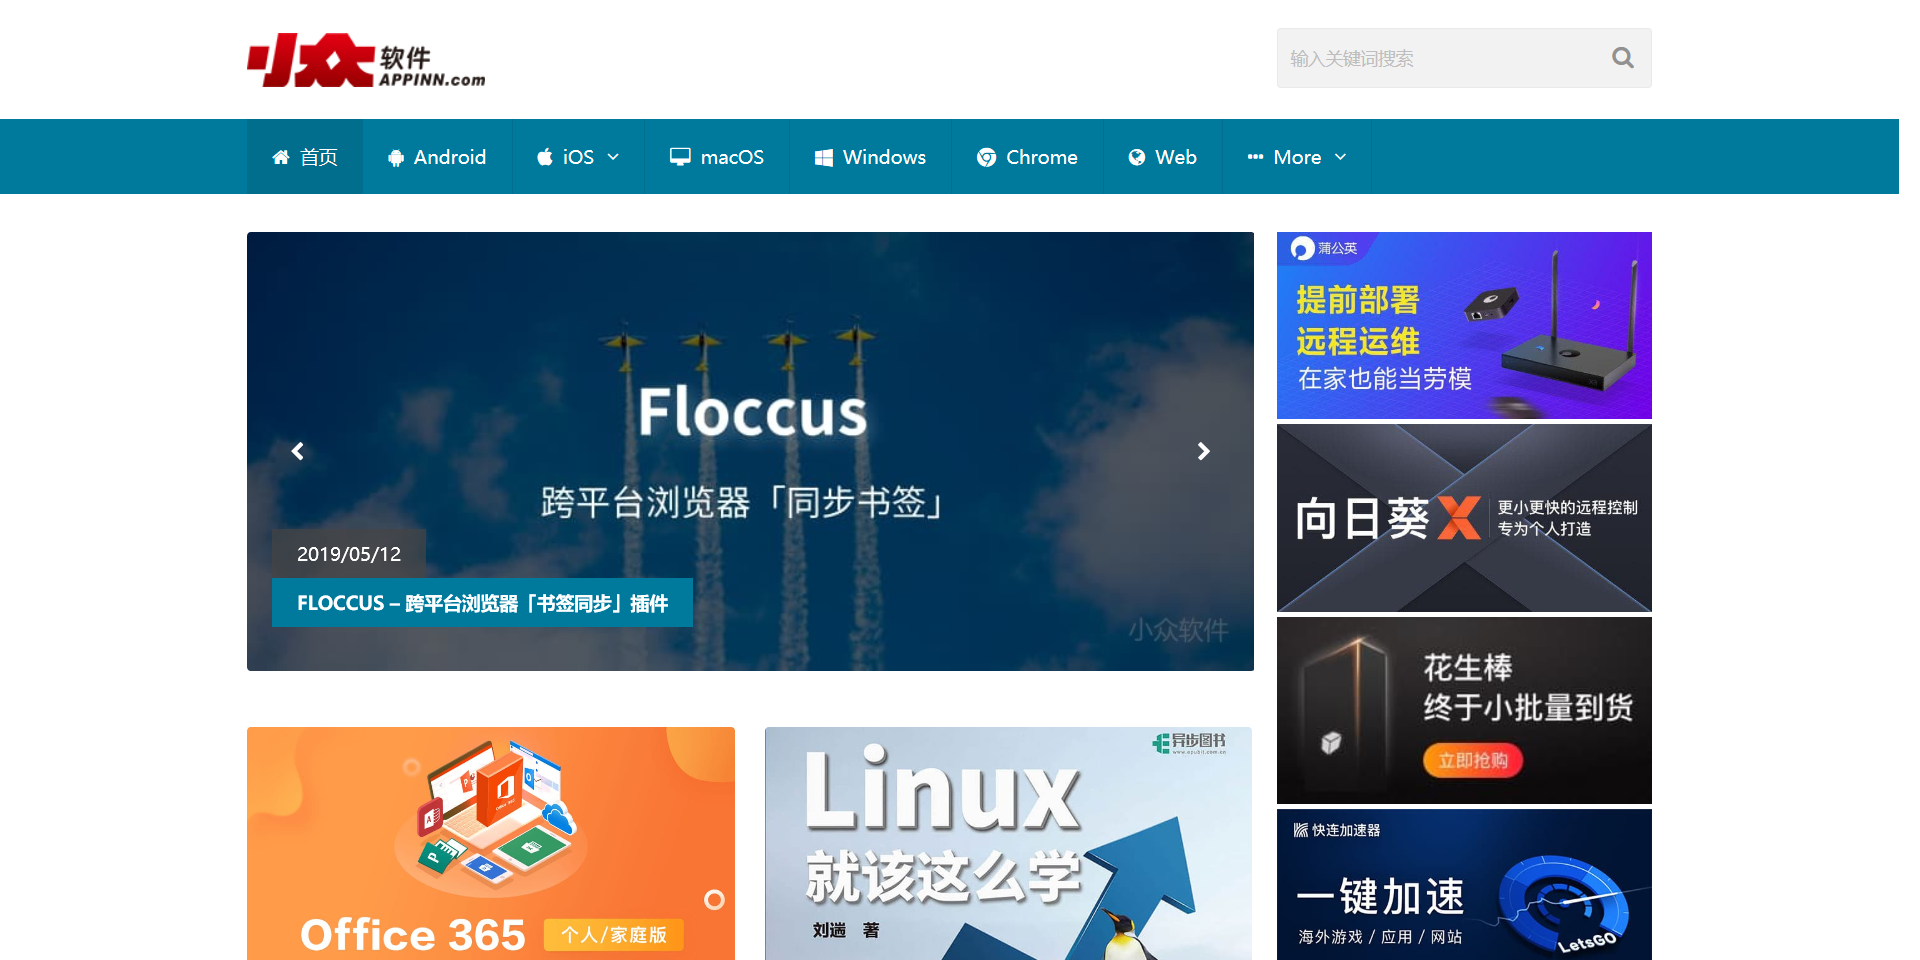 小众软件
APPINN.com
输入关键词搜索
首页
Android
iOS
macOS
Windows
Chrome
Web
More
Floccus
跨平台浏览器「同步书签」
2019/05/12
FLOCCUS – 跨平台浏览器「书签同步」插件
小众软件
蒲公英
提前部署
远程运维
在家也能当劳模
向日葵X
更小更快的远程控制
专为个人打造
花生棒
终于小批量到货
立即抢购
快连加速器
一键加速
海外游戏 / 应用 / 网站
LetsGO
Office 365
个人/家庭版
异步图书
www.epubit.com.cn
Linux
就该这么学
刘遄 著